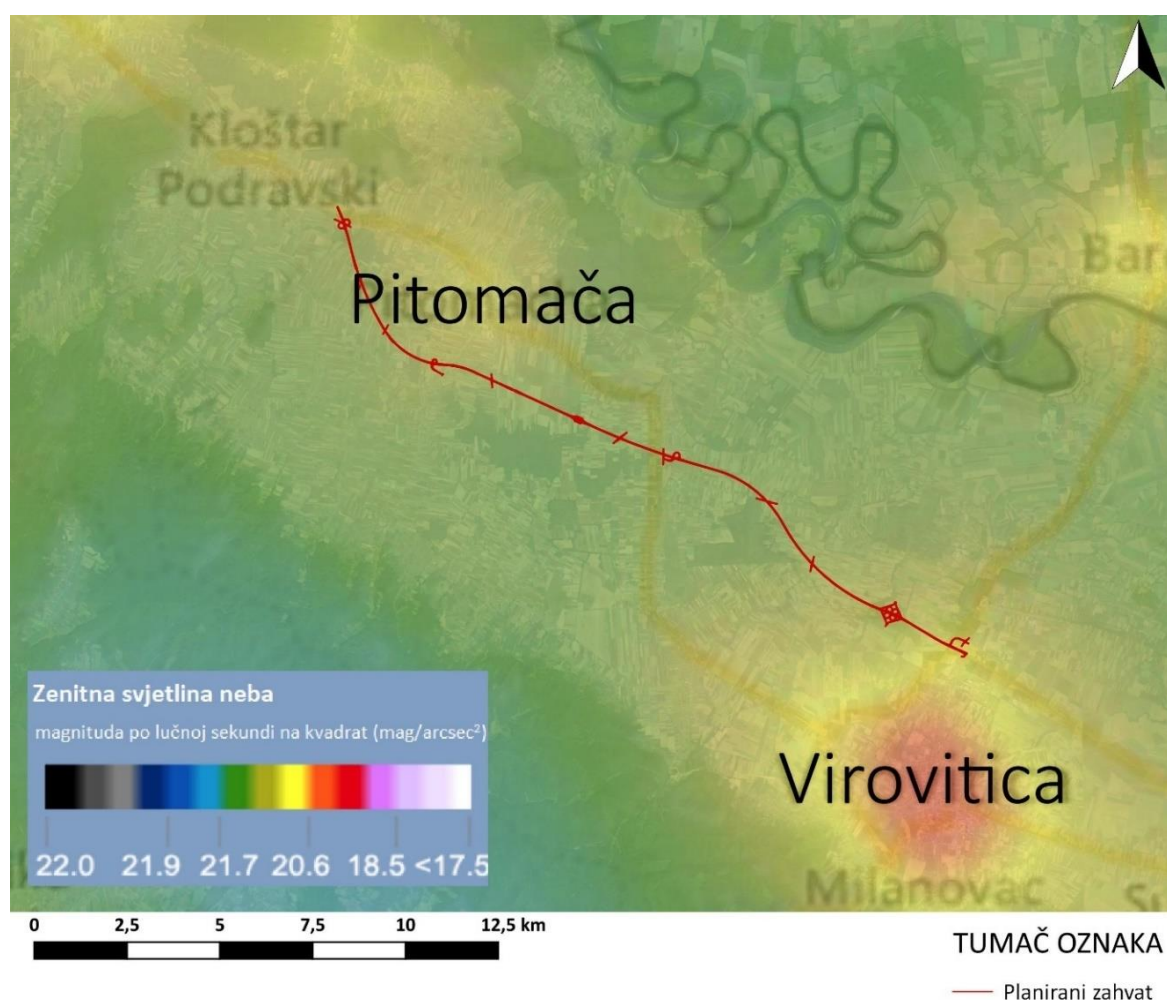 Kloštar
Podravski
Pitomača
Bar
Virovitica
Milanovac
Zenitna svjetlina neba
magnituda po lučnoj sekundi na kvadrat (mag/arcsec²)
22.0 21.9 21.7 20.6 18.5 <17.5
0 2,5 5 7,5 10 12,5 km
TUMAČ OZNAKA
Planirani zahvat